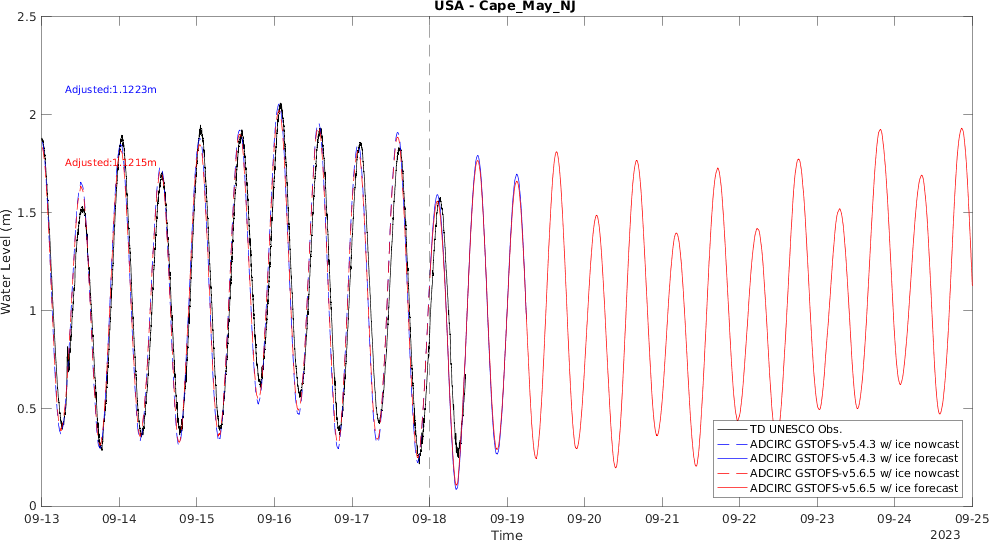 USA - Cape_May_NJ
2.5
2
1.5
1
0.5
0
Water Level (m)
Adjusted:1.1223m
Adjusted:1.1215m
TD UNESCO Obs.
ADCIRC GSTOFS-v5.4.3 w/ ice nowcast
ADCIRC GSTOFS-v5.4.3 w/ ice forecast
ADCIRC GSTOFS-v5.6.5 w/ ice nowcast
ADCIRC GSTOFS-v5.6.5 w/ ice forecast
09-13 09-14 09-15 09-16 09-17 09-18 09-19 09-20 09-21 09-22 09-23 09-24 09-25
Time
2023